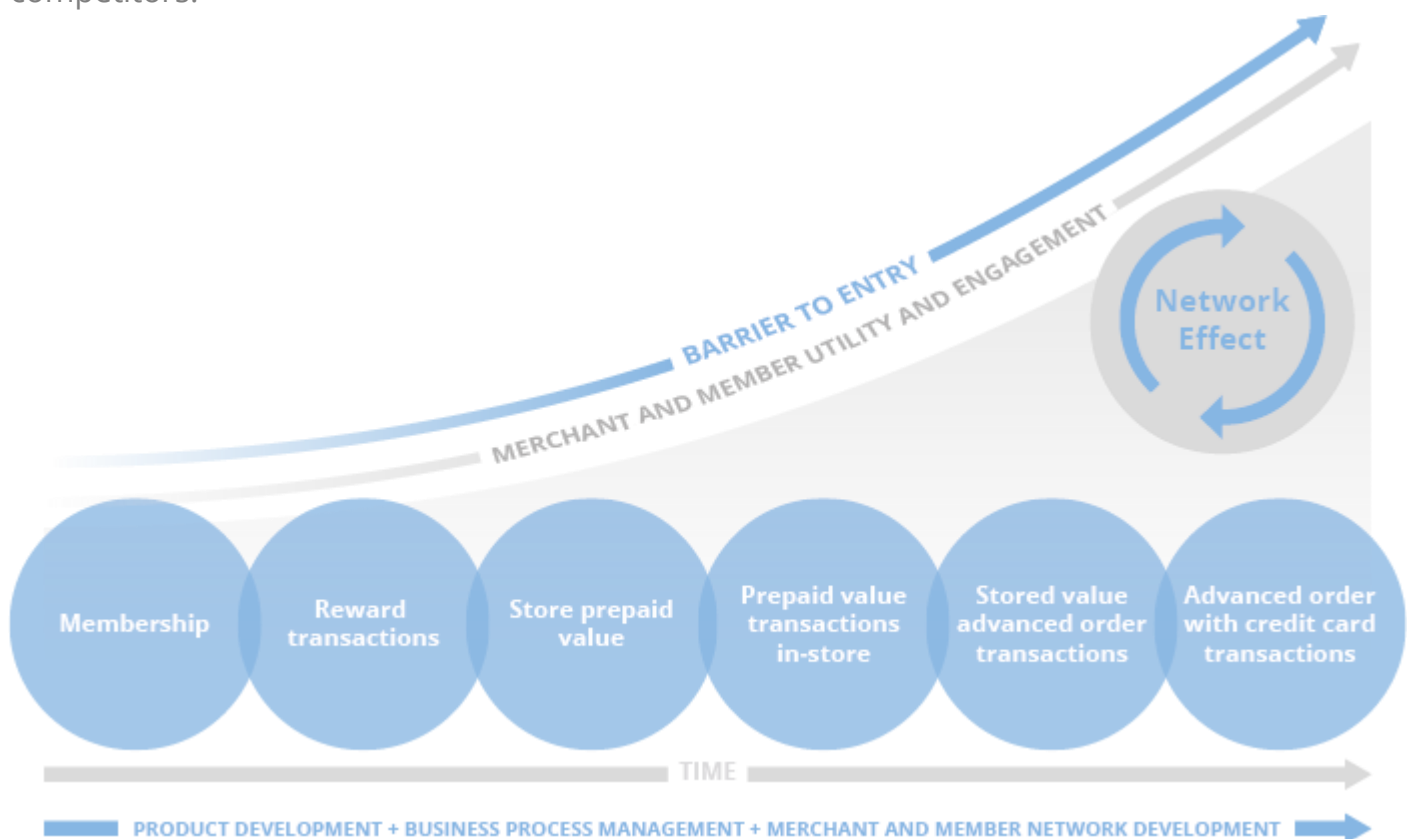 competitors.
BARRIER TO ENTRY
MERCHANT AND MEMBER UTILITY AND ENGAGEMENT
Network
Effect
Membership
Reward
transactions
Store prepaid
value
Prepaid value
transactions
in-store
Stored value
advanced order
transactions
Advanced order
with credit card
transactions
TIME
PRODUCT DEVELOPMENT + BUSINESS PROCESS MANAGEMENT + MERCHANT AND MEMBER NETWORK DEVELOPMENT